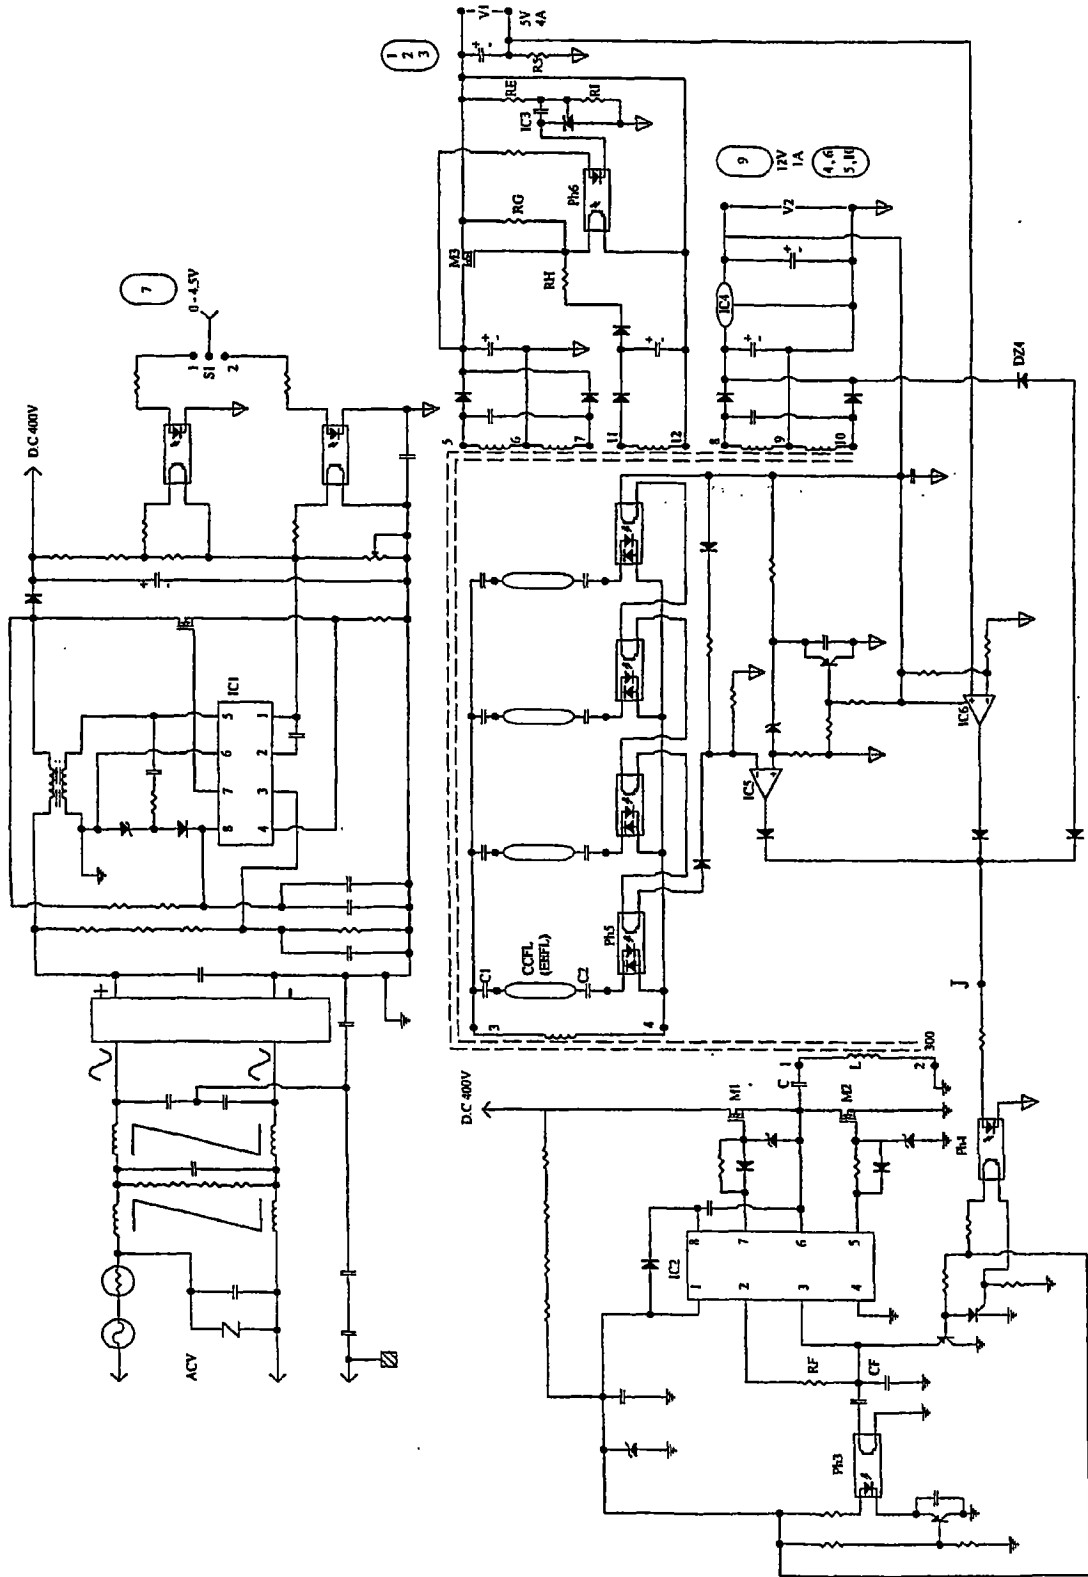 ACV
+
-
D.C 400V
IC1
8 7 6 5
4 3 2 1
+
-
1
S1
2
0-4.5V
7
D.C 400V
IC2
1 2 3 4
8 7 6 5
RF
CF
Ph3
Ph4
M1
M2
C
1
L
2
300
J
3
4
C1
CCFL
(EEFL)
C2
Ph5
IC5
-
+
IC6
+
-
DZ4
5
6
7
11
12
8
9
10
+
-
+
-
+
-
M3
RH
RG
Ph6
IC3
RE
RI
RS
+
-
V1
5V
4A
1
2
3
IC4
+
-
V2
9
12V
1A
4, 6
5, 10